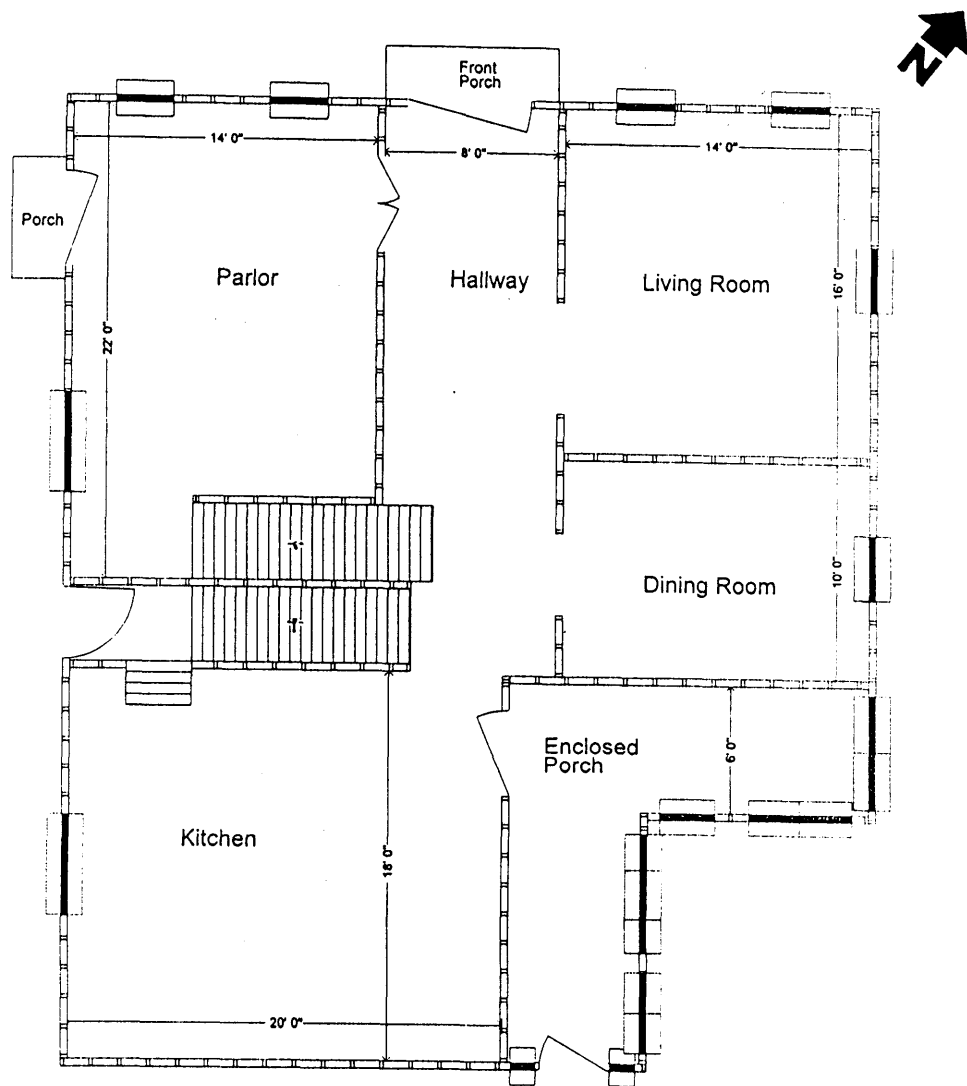 N
Front
Porch
14' 0"
8' 0"
14' 0"
Porch
Parlor
Hallway
Living Room
16' 0"
22' 0"
Dining Room
10' 0"
Enclosed
Porch
6' 0"
Kitchen
18' 0"
20' 0"